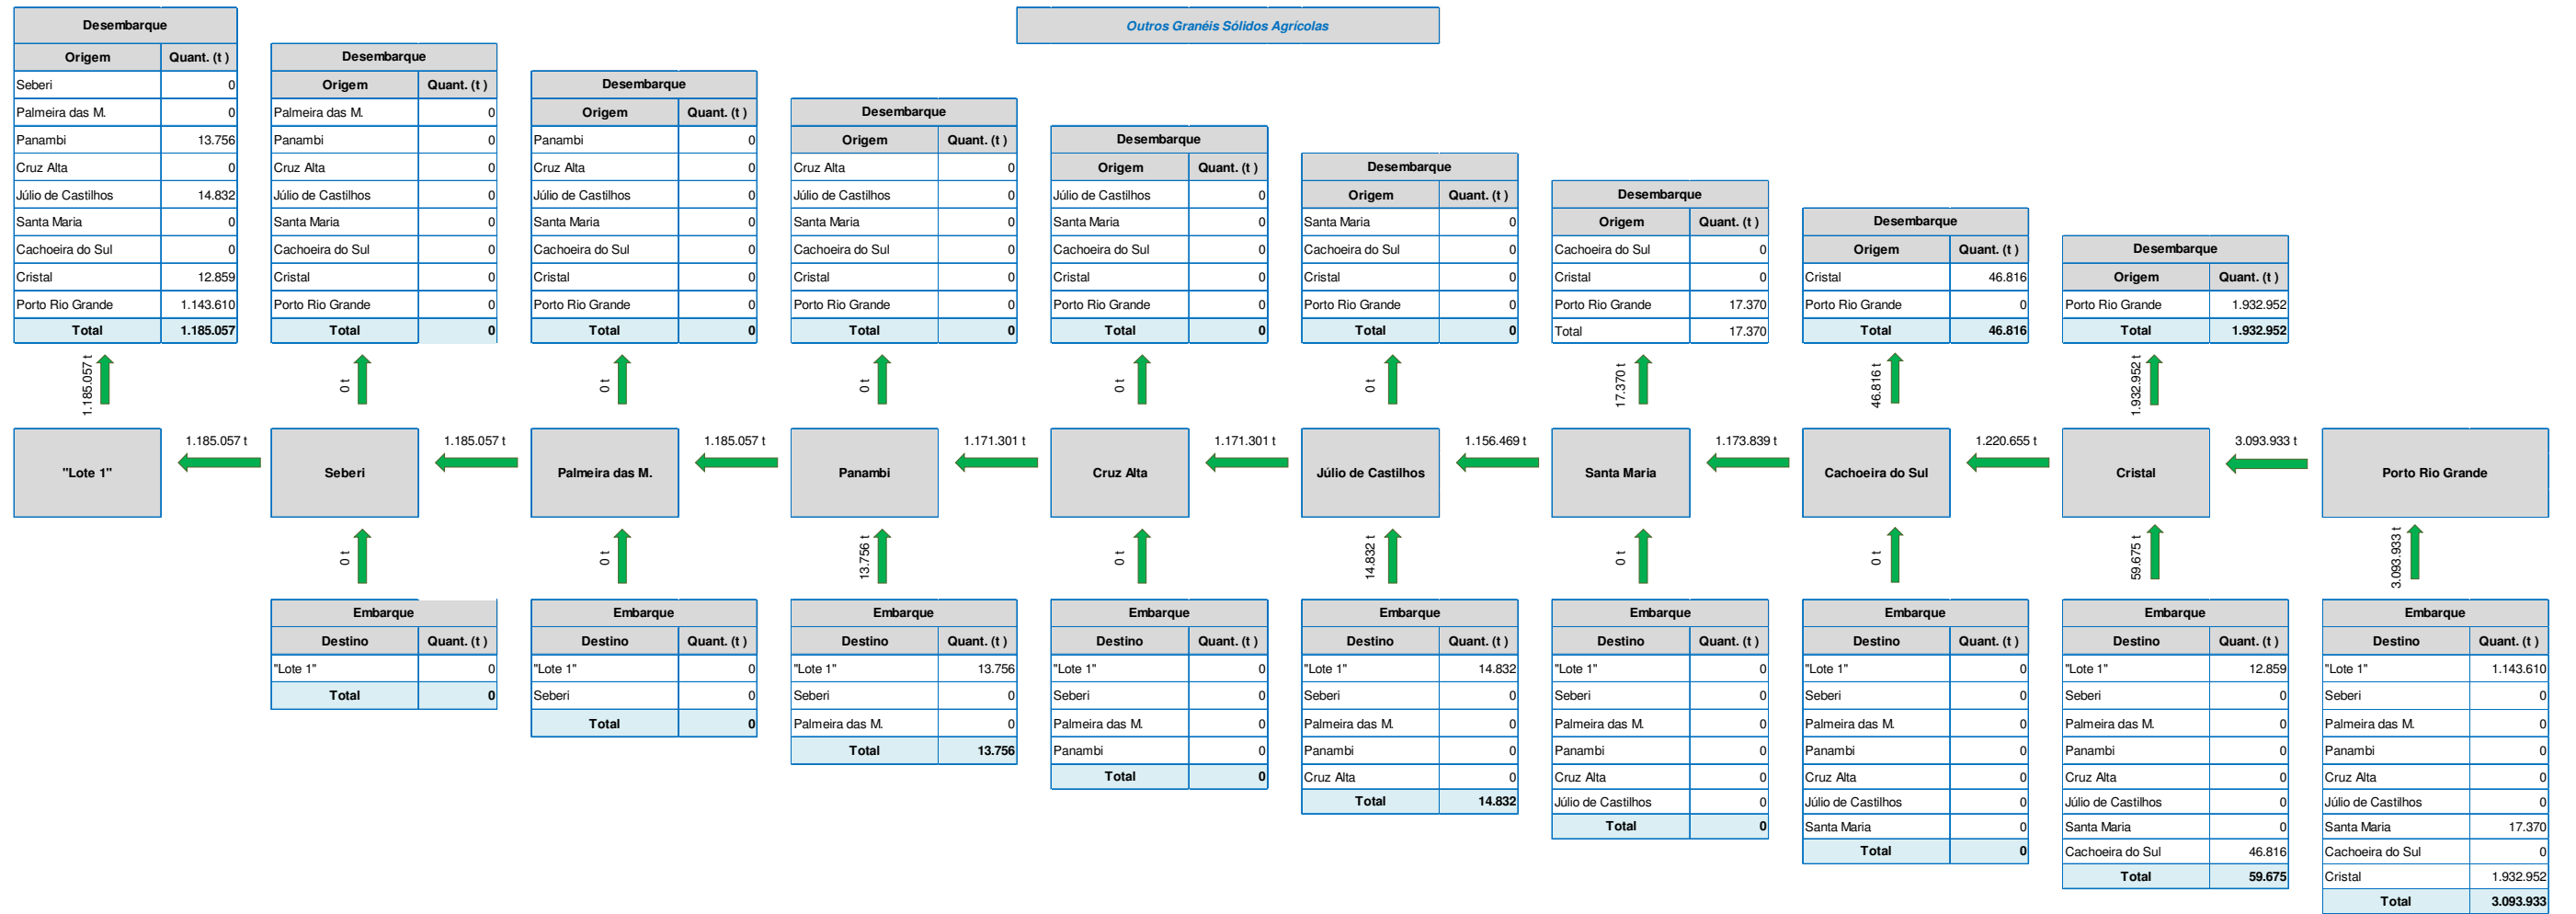 Outros Granéis Sólidos Agrícolas
Desembarque
Origem Quant. (t )
Seberi 0
Palmeira das M. 0
Panambi 13.756
Cruz Alta 0
Júlio de Castilhos 14.832
Santa Maria 0
Cachoeira do Sul 0
Cristal 12.859
Porto Rio Grande 1.143.610
Total 1.185.057
Desembarque
Origem Quant. (t )
Palmeira das M. 0
Panambi 0
Cruz Alta 0
Júlio de Castilhos 0
Santa Maria 0
Cachoeira do Sul 0
Cristal 0
Porto Rio Grande 0
Total 0
Desembarque
Origem Quant. (t )
Panambi 0
Cruz Alta 0
Júlio de Castilhos 0
Santa Maria 0
Cachoeira do Sul 0
Cristal 0
Porto Rio Grande 0
Total 0
Desembarque
Origem Quant. (t )
Cruz Alta 0
Júlio de Castilhos 0
Santa Maria 0
Cachoeira do Sul 0
Cristal 0
Porto Rio Grande 0
Total 0
Desembarque
Origem Quant. (t )
Júlio de Castilhos 0
Santa Maria 0
Cachoeira do Sul 0
Cristal 0
Porto Rio Grande 0
Total 0
Desembarque
Origem Quant. (t )
Santa Maria 0
Cachoeira do Sul 0
Cristal 0
Porto Rio Grande 0
Total 0
Desembarque
Origem Quant. (t )
Cachoeira do Sul 0
Cristal 0
Porto Rio Grande 17.370
Total 17.370
Desembarque
Origem Quant. (t )
Cristal 46.816
Porto Rio Grande 0
Total 46.816
Desembarque
Origem Quant. (t )
Porto Rio Grande 1.932.952
Total 1.932.952
1.185.057 t
0 t
0 t
0 t
0 t
0 t
17.370 t
46.816 t
1.932.952 t
"Lote 1"
1.185.057 t
Seberi
1.185.057 t
Palmeira das M.
1.185.057 t
Panambi
1.171.301 t
Cruz Alta
1.171.301 t
Júlio de Castilhos
1.156.469 t
Santa Maria
1.173.839 t
Cachoeira do Sul
1.220.655 t
Cristal
3.093.933 t
Porto Rio Grande
0 t
0 t
13.756 t
0 t
14.832 t
0 t
0 t
59.675 t
3.093.933 t
Embarque
Destino Quant. (t )
"Lote 1" 0
Total 0
Embarque
Destino Quant. (t )
"Lote 1" 0
Seberi 0
Total 0
Embarque
Destino Quant. (t )
"Lote 1" 13.756
Seberi 0
Palmeira das M. 0
Total 13.756
Embarque
Destino Quant. (t )
"Lote 1" 0
Seberi 0
Palmeira das M. 0
Panambi 0
Total 0
Embarque
Destino Quant. (t )
"Lote 1" 14.832
Seberi 0
Palmeira das M. 0
Panambi 0
Cruz Alta 0
Total 14.832
Embarque
Destino Quant. (t )
"Lote 1" 0
Seberi 0
Palmeira das M. 0
Panambi 0
Cruz Alta 0
Júlio de Castilhos 0
Total 0
Embarque
Destino Quant. (t )
"Lote 1" 0
Seberi 0
Palmeira das M. 0
Panambi 0
Cruz Alta 0
Júlio de Castilhos 0
Santa Maria 0
Total 0
Embarque
Destino Quant. (t )
"Lote 1" 12.859
Seberi 0
Palmeira das M. 0
Panambi 0
Cruz Alta 0
Júlio de Castilhos 0
Santa Maria 0
Cachoeira do Sul 46.816
Total 59.675
Embarque
Destino Quant. (t )
"Lote 1" 1.143.610
Seberi 0
Palmeira das M. 0
Panambi 0
Cruz Alta 0
Júlio de Castilhos 0
Santa Maria 17.370
Cachoeira do Sul 0
Cristal 1.932.952
Total 3.093.933